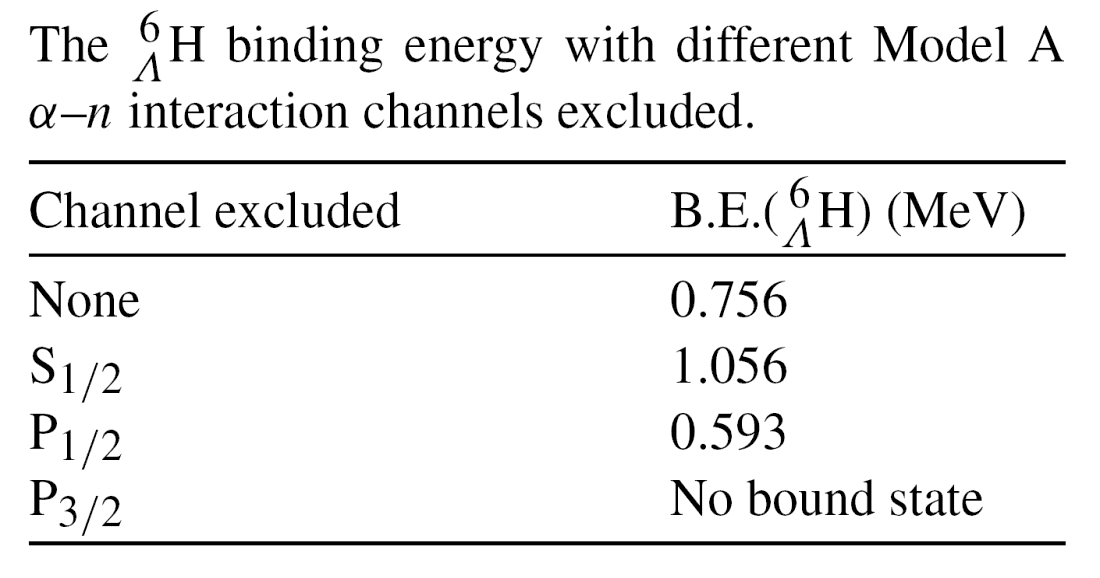 The ⁶_ΛH binding energy with different Model A
α–n interaction channels excluded.
Channel excluded B.E.(⁶_ΛH) (MeV)
None 0.756
S₁/₂ 1.056
P₁/₂ 0.593
P₃/₂ No bound state